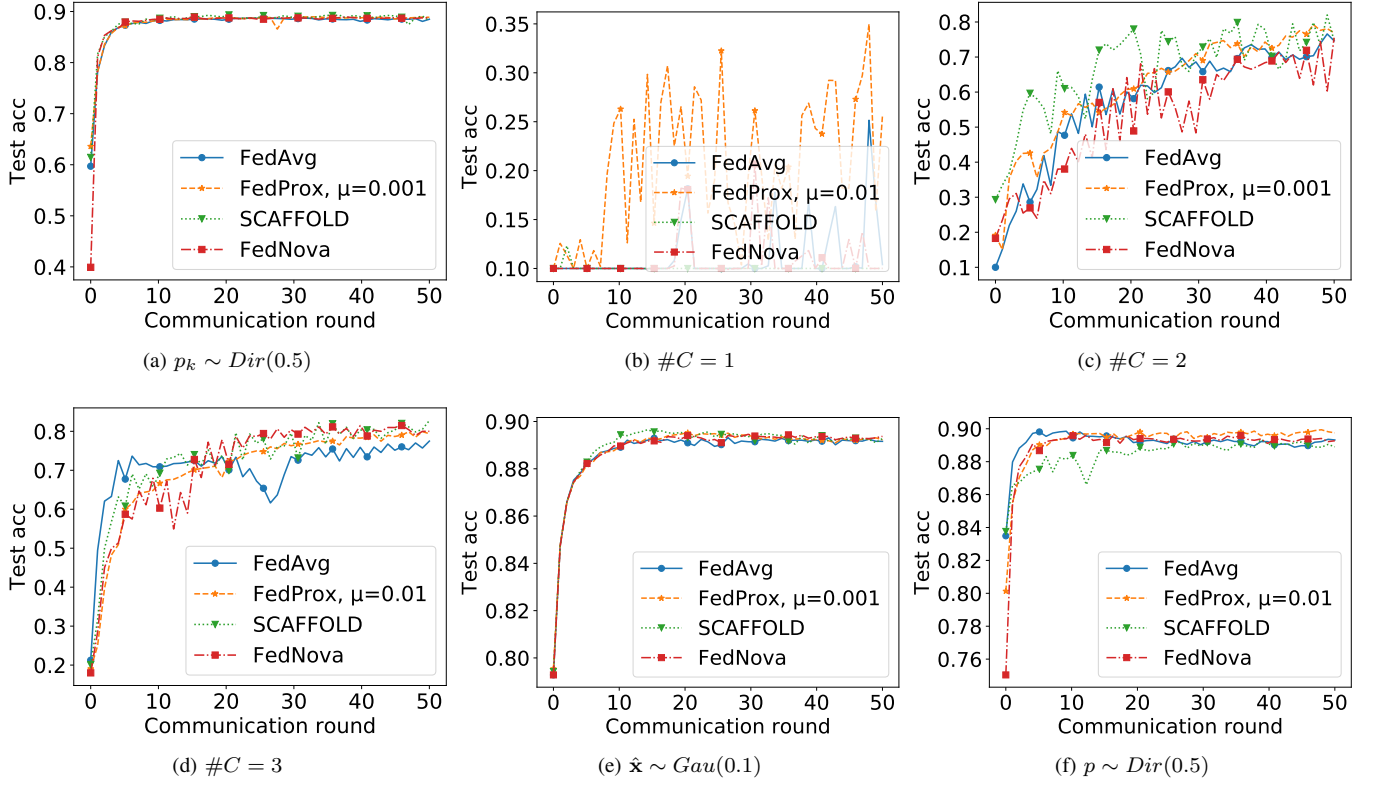 Test acc
0.9
0.8
0.7
0.6
0.5
0.4
FedAvg
FedProx, μ=0.001
SCAFFOLD
FedNova
0 10 20 30 40 50
Communication round
(a) p_k ∼ Dir(0.5)
Test acc
0.35
0.30
0.25
0.20
0.15
0.10
FedAvg
FedProx, μ=0.01
SCAFFOLD
FedNova
0 10 20 30 40 50
Communication round
(b) #C = 1
Test acc
0.8
0.7
0.6
0.5
0.4
0.3
0.2
0.1
FedAvg
FedProx, μ=0.001
SCAFFOLD
FedNova
0 10 20 30 40 50
Communication round
(c) #C = 2
Test acc
0.8
0.7
0.6
0.5
0.4
0.3
0.2
FedAvg
FedProx, μ=0.01
SCAFFOLD
FedNova
0 10 20 30 40 50
Communication round
(d) #C = 3
Test acc
0.90
0.88
0.86
0.84
0.82
0.80
FedAvg
FedProx, μ=0.001
SCAFFOLD
FedNova
0 10 20 30 40 50
Communication round
(e) x̂ ∼ Gau(0.1)
Test acc
0.90
0.88
0.86
0.84
0.82
0.80
0.78
0.76
FedAvg
FedProx, μ=0.01
SCAFFOLD
FedNova
0 10 20 30 40 50
Communication round
(f) p ∼ Dir(0.5)